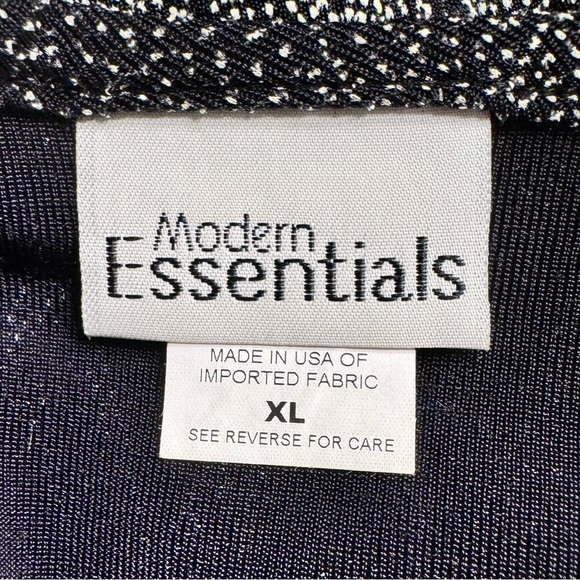 Modern
Essentials
MADE IN USA OF
IMPORTED FABRIC
XL
SEE REVERSE FOR CARE